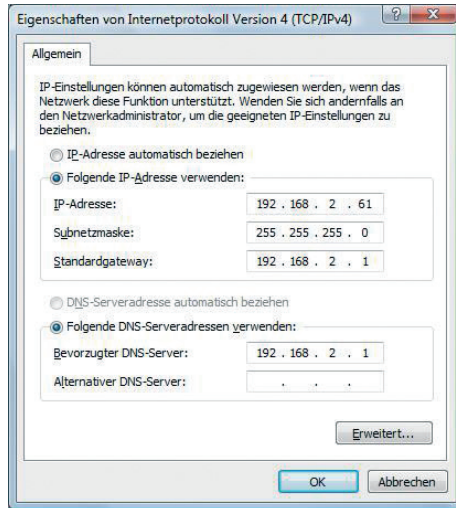 Eigenschaften von Internetprotokoll Version 4 (TCP/IPv4)
Allgemein
IP-Einstellungen können automatisch zugewiesen werden, wenn das
Netzwerk diese Funktion unterstützt. Wenden Sie sich andernfalls an
den Netzwerkadministrator, um die geeigneten IP-Einstellungen zu
beziehen.
IP-Adresse automatisch beziehen
Folgende IP-Adresse verwenden:
IP-Adresse: 192 . 168 . 2 . 61
Subnetzmaske: 255 . 255 . 255 . 0
Standardgateway: 192 . 168 . 2 . 1
DNS-Serveradresse automatisch beziehen
Folgende DNS-Serveradressen verwenden:
Bevorzugter DNS-Server: 192 . 168 . 2 . 1
Alternativer DNS-Server: . . .
Erweitert...
OK Abbrechen